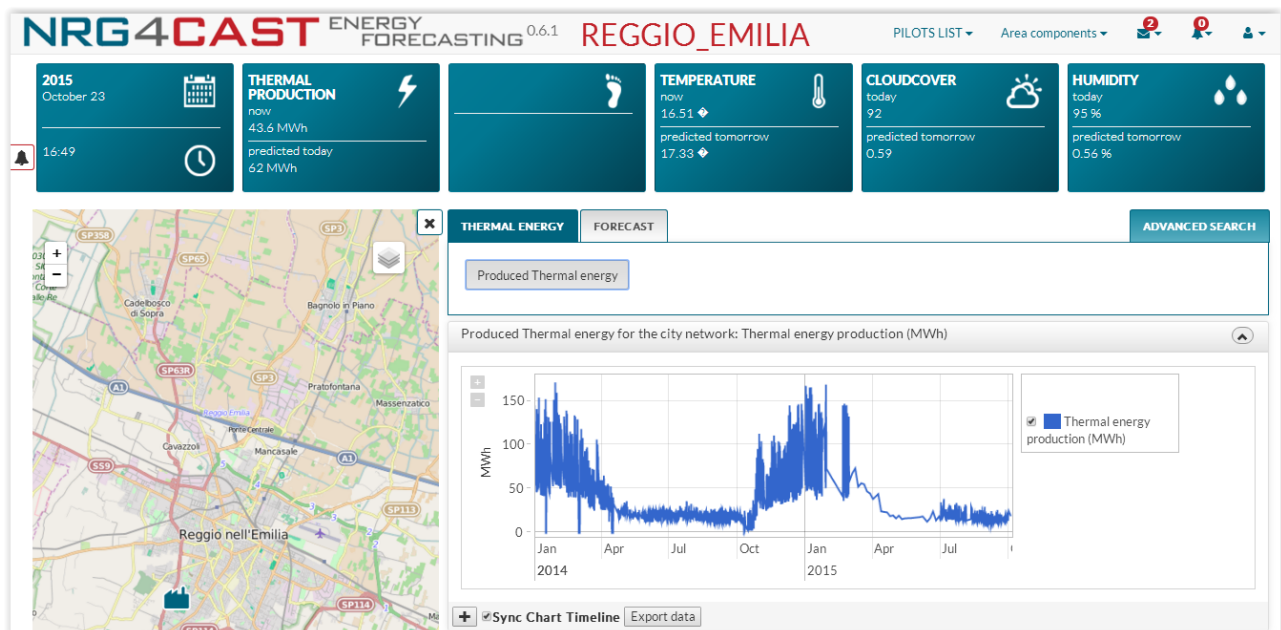 NRG4CAST ENERGY FORECASTING 0.6.1 REGGIO_EMILIA PILOTS LIST Area components 2 0
2015
October 23
16:49
THERMAL
PRODUCTION
now
43.6 MWh
predicted today
62 MWh
TEMPERATURE
now
16.51 �
predicted tomorrow
17.33 �
CLOUDCOVER
today
92
predicted tomorrow
0.59
HUMIDITY
today
95 %
predicted tomorrow
0.56 %
+
−
SP358
SP3
SP65
Cadelbosco
di Sopra
Bagnolo in Piano
SP63R
A1
SP3
Pratofontana
Massenzatico
Reggio Emilia
Ponte Centrale
Cavazzoli
Mancasale
A1
SS9
SP113
Reggio nell'Emilia
SP114
THERMAL ENERGY
FORECAST
ADVANCED SEARCH
Produced Thermal energy
Produced Thermal energy for the city network: Thermal energy production (MWh)
+
−
MWh
150
100
50
0
Jan Apr Jul Oct Jan Apr Jul
2014 2015
Thermal energy
production (MWh)
Sync Chart Timeline Export data